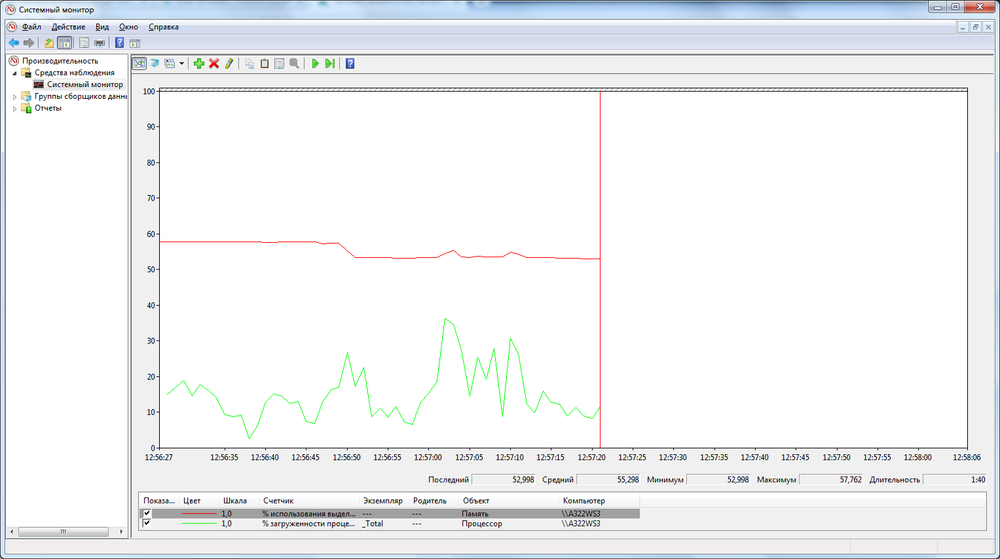 Системный монитор
Файл Действие Вид Окно Справка
Производительность
Средства наблюдения
Системный монитор
Группы сборщиков данн
Отчеты
100
90
80
70
60
50
40
30
20
10
0
12:56:27 12:56:35 12:56:40 12:56:45 12:56:50 12:56:55 12:57:00 12:57:05 12:57:10 12:57:15 12:57:20 12:57:25 12:57:30 12:57:35 12:57:40 12:57:45 12:57:50 12:57:55 12:58:00 12:58:06
Последний 52,998 Средний 55,298 Минимум 52,998 Максимум 57,762 Длительность 1:40
Показа... Цвет Шкала Счетчик Экземпляр Родитель Объект Компьютер
1,0 % использования выдел... --- --- Память \\A322WS3
1,0 % загруженности проце... _Total --- Процессор \\A322WS3